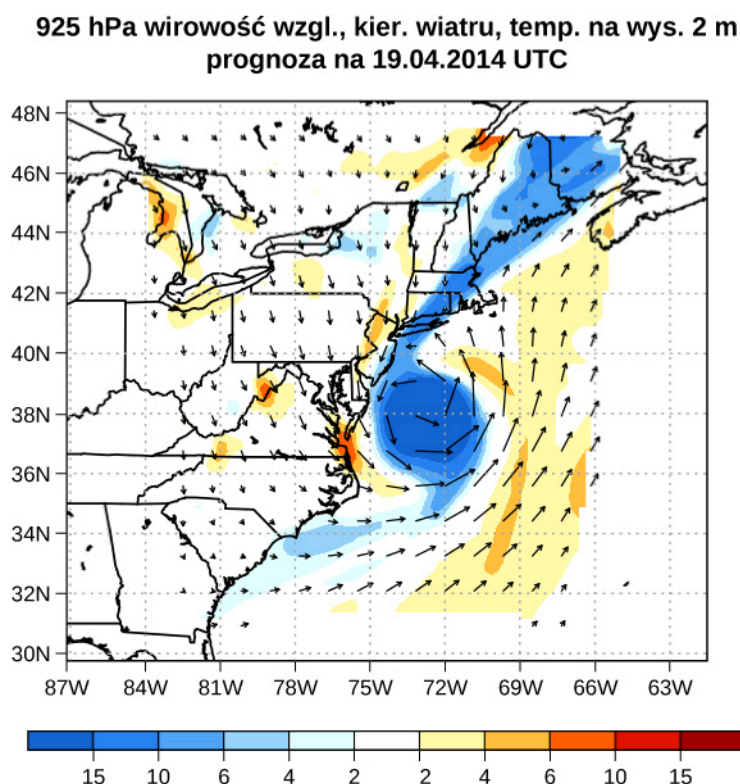 925 hPa wirowość wzgl., kier. wiatru, temp. na wys. 2 m
prognoza na 19.04.2014 UTC
48N
46N
44N
42N
40N
38N
36N
34N
32N
30N
87W 84W 81W 78W 75W 72W 69W 66W 63W
15 10 6 4 2 2 4 6 10 15